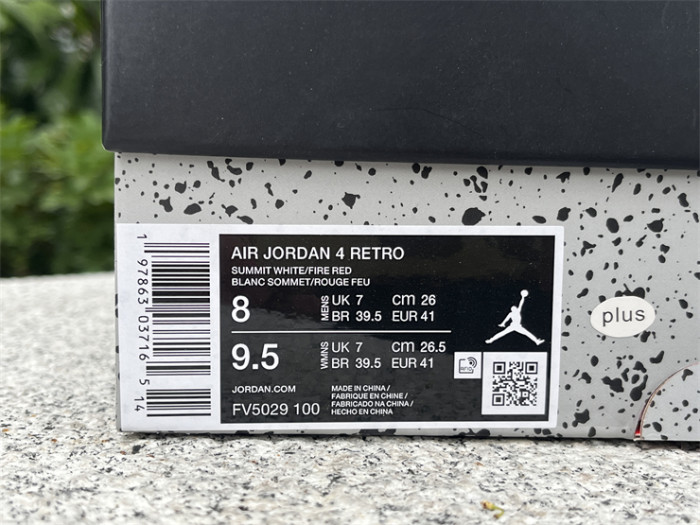 AIR JORDAN 4 RETRO
SUMMIT WHITE/FIRE RED
BLANC SOMMET/ROUGE FEU
8 MENS UK 7 cm 26
BR 39.5 EUR 41
9.5 WMNS UK 7 cm 26.5
BR 39.5 EUR 41
JORDAN.COM
FV5029 100
MADE IN CHINA /
FABRIQUE EN CHINE /
FABRICADO NA CHINA /
HECHO EN CHINA
1 97863 03716 5 14
plus